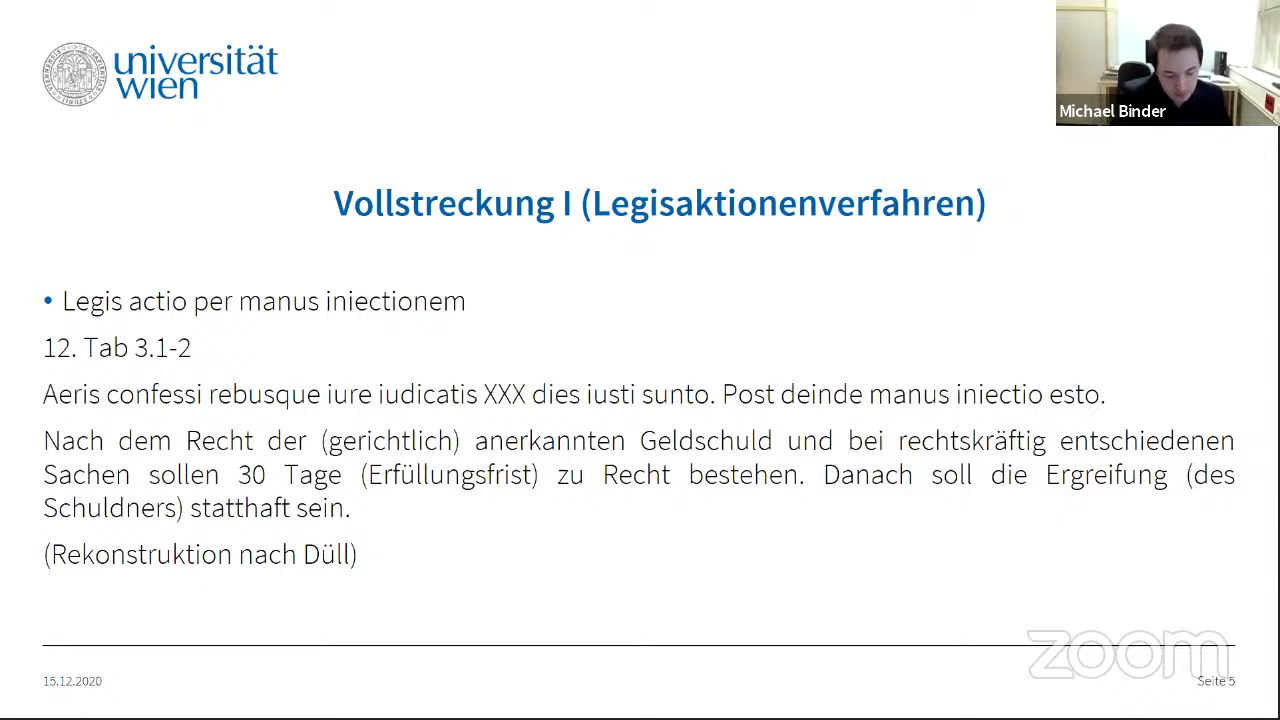 universität
wien
Michael Binder
Vollstreckung I (Legisaktionenverfahren)
• Legis actio per manus iniectionem
12. Tab 3.1-2
Aeris confessi rebusque iure iudicatis XXX dies iusti sunto. Post deinde manus iniectio esto.
Nach dem Recht der (gerichtlich) anerkannten Geldschuld und bei rechtskräftig entschiedenen
Sachen sollen 30 Tage (Erfüllungsfrist) zu Recht bestehen. Danach soll die Ergreifung (des
Schuldners) statthaft sein.
(Rekonstruktion nach Düll)
zoom
15.12.2020
Seite 5